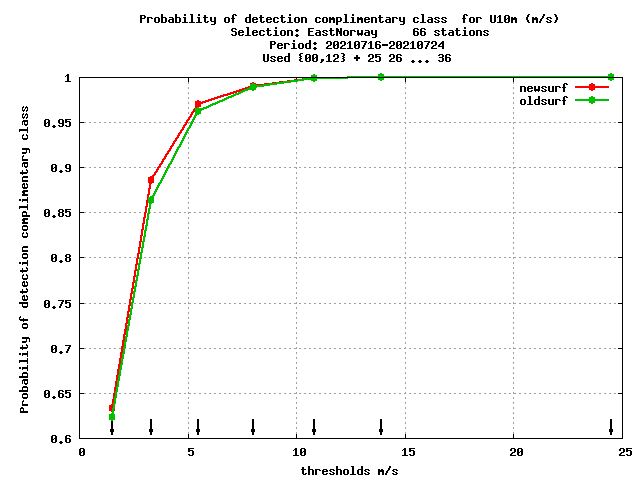 Probability of detection complimentary class  for U10m (m/s)
Selection: EastNorway     66 stations
Period: 20210716-20210724
Used {00,12} + 25 26 ... 36
Probability of detection complimentary class
1
0.95
0.9
0.85
0.8
0.75
0.7
0.65
0.6
newsurf
oldsurf
0 5 10 15 20 25
thresholds m/s